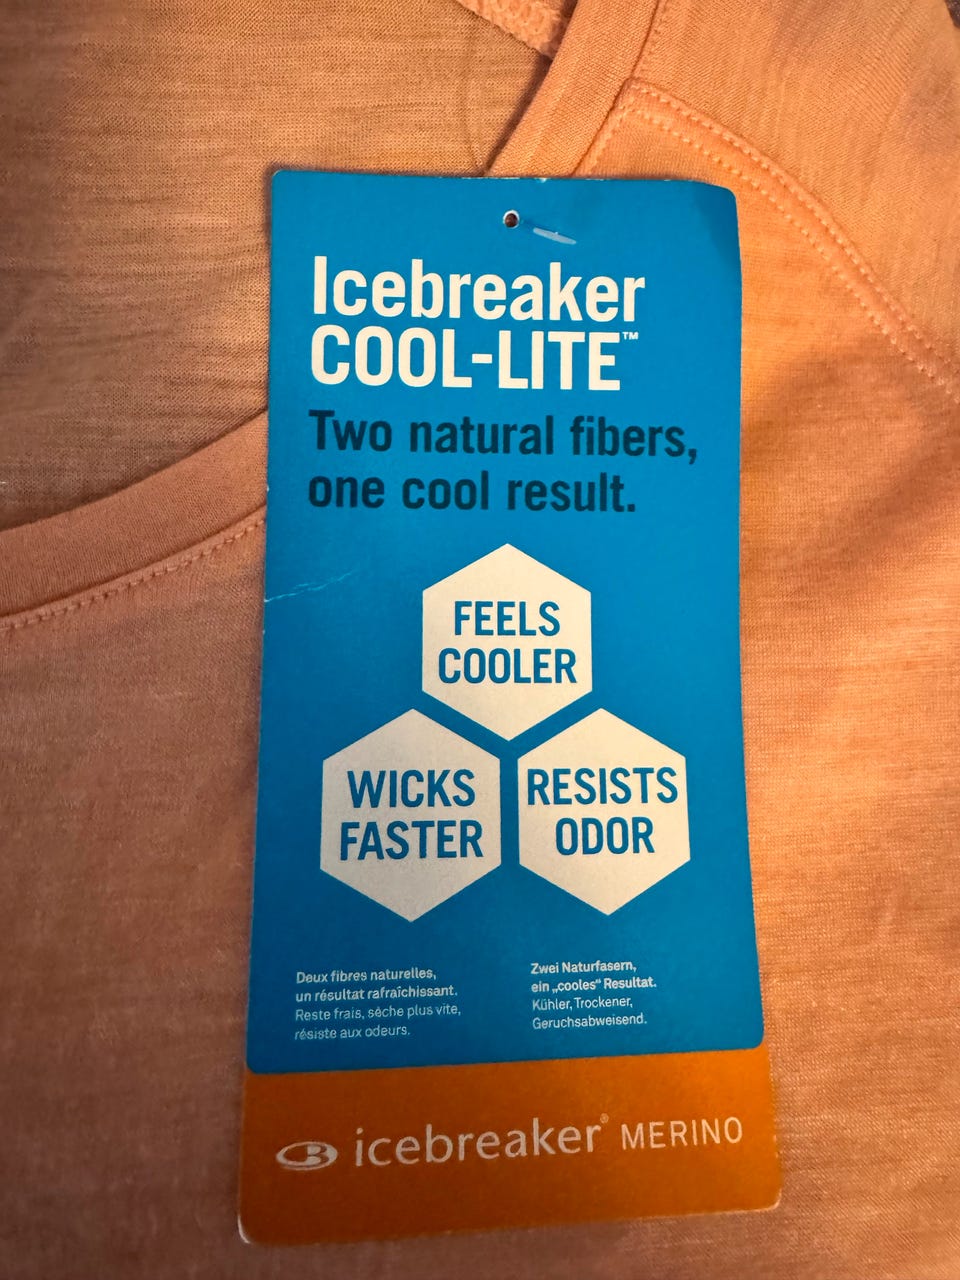 Icebreaker
COOL-LITE™
Two natural fibers,
one cool result.
FEELS
COOLER
WICKS
FASTER
RESISTS
ODOR
Deux fibres naturelles,
un résultat rafraîchissant.
Reste frais, sèche plus vite,
résiste aux odeurs.
Zwei Naturfasern,
ein „cooles“ Resultat.
Kühler, Trockener,
Geruchsabweisend.
icebreaker® MERINO